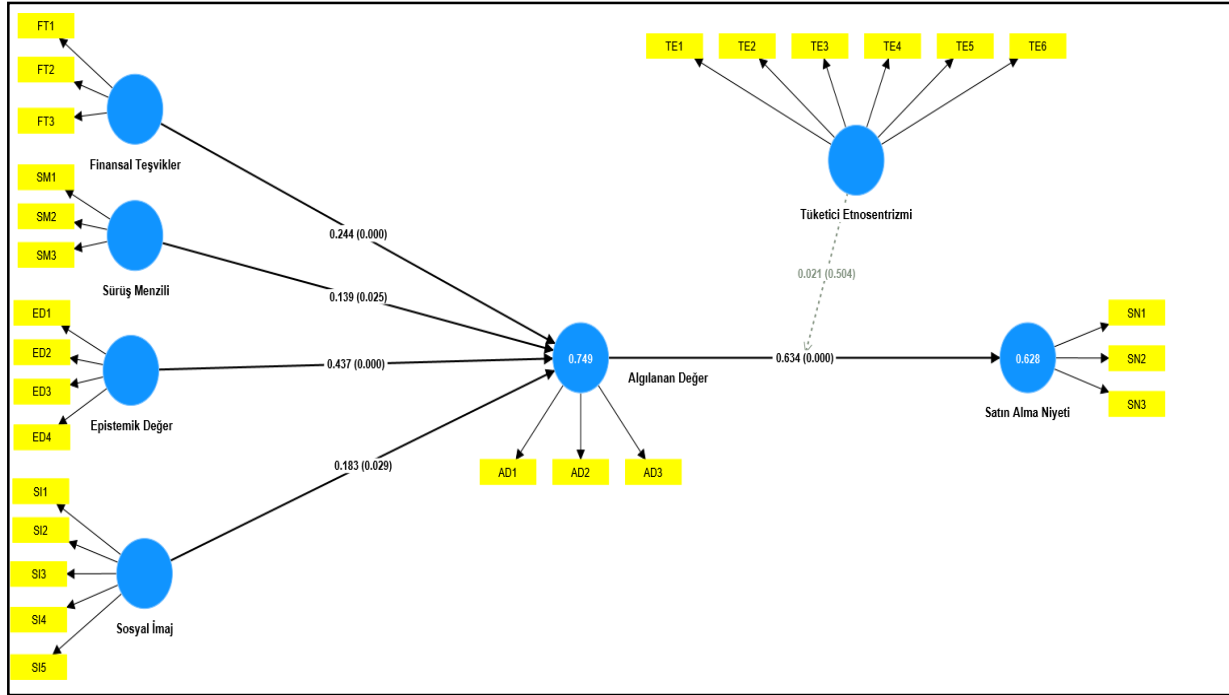 FT1
FT2
FT3
Finansal Teşvikler
SM1
SM2
SM3
Sürüş Menzili
ED1
ED2
ED3
ED4
Epistemik Değer
SI1
SI2
SI3
SI4
SI5
Sosyal İmaj
0.244 (0.000)
0.139 (0.025)
0.437 (0.000)
0.183 (0.029)
0.749
Algılanan Değer
AD1
AD2
AD3
TE1
TE2
TE3
TE4
TE5
TE6
Tüketici Etnosentrizmi
0.021 (0.504)
0.634 (0.000)
0.628
Satın Alma Niyeti
SN1
SN2
SN3